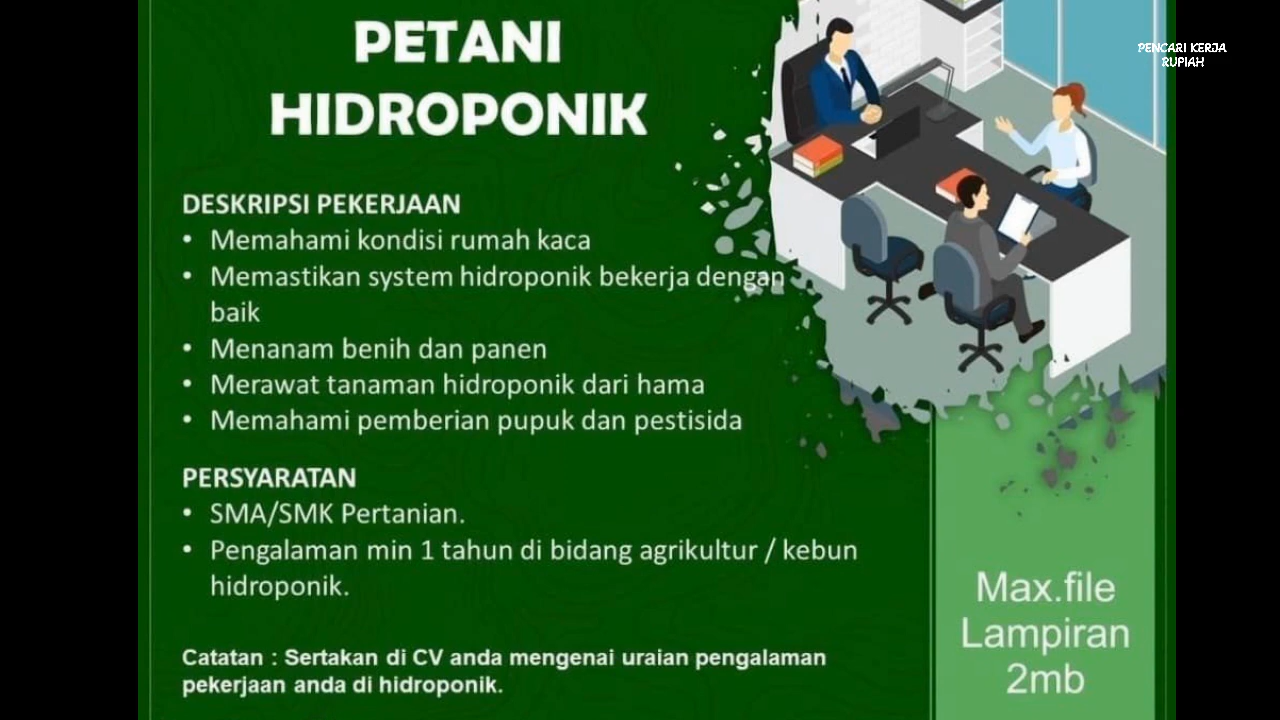 PETANI
HIDROPONIK
PENCARI KERJA
RUPIAH
DESKRIPSI PEKERJAAN
• Memahami kondisi rumah kaca
• Memastikan system hidroponik bekerja dengan
baik
• Menanam benih dan panen
• Merawat tanaman hidroponik dari hama
• Memahami pemberian pupuk dan pestisida
PERSYARATAN
• SMA/SMK Pertanian.
• Pengalaman min 1 tahun di bidang agrikultur / kebun
hidroponik.
Catatan : Sertakan di CV anda mengenai uraian pengalaman
pekerjaan anda di hidroponik.
Max.file
Lampiran
2mb